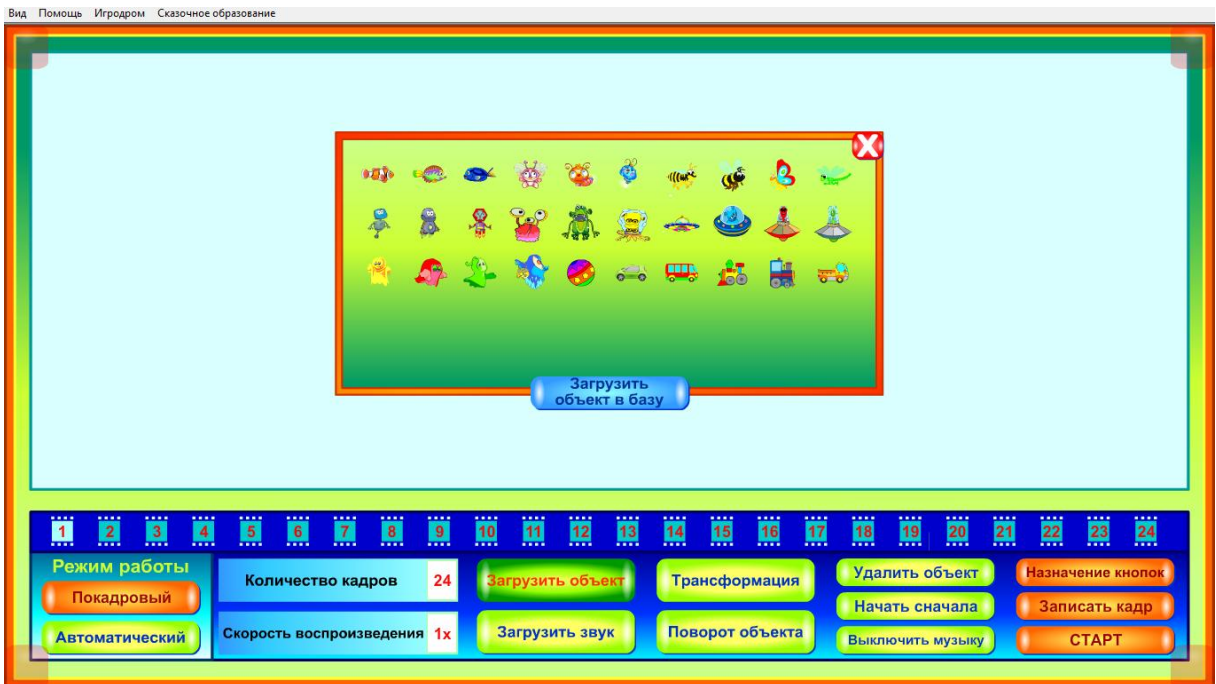 Вид Помощь Игродром Сказочное образование
X
Загрузить
объект в базу
1 2 3 4 5 6 7 8 9 10 11 12 13 14 15 16 17 18 19 20 21 22 23 24
Режим работы
Покадровый
Автоматический
Количество кадров 24
Скорость воспроизведения 1x
Загрузить объект
Загрузить звук
Трансформация
Поворот объекта
Удалить объект
Начать сначала
Выключить музыку
Назначение кнопок
Записать кадр
СТАРТ